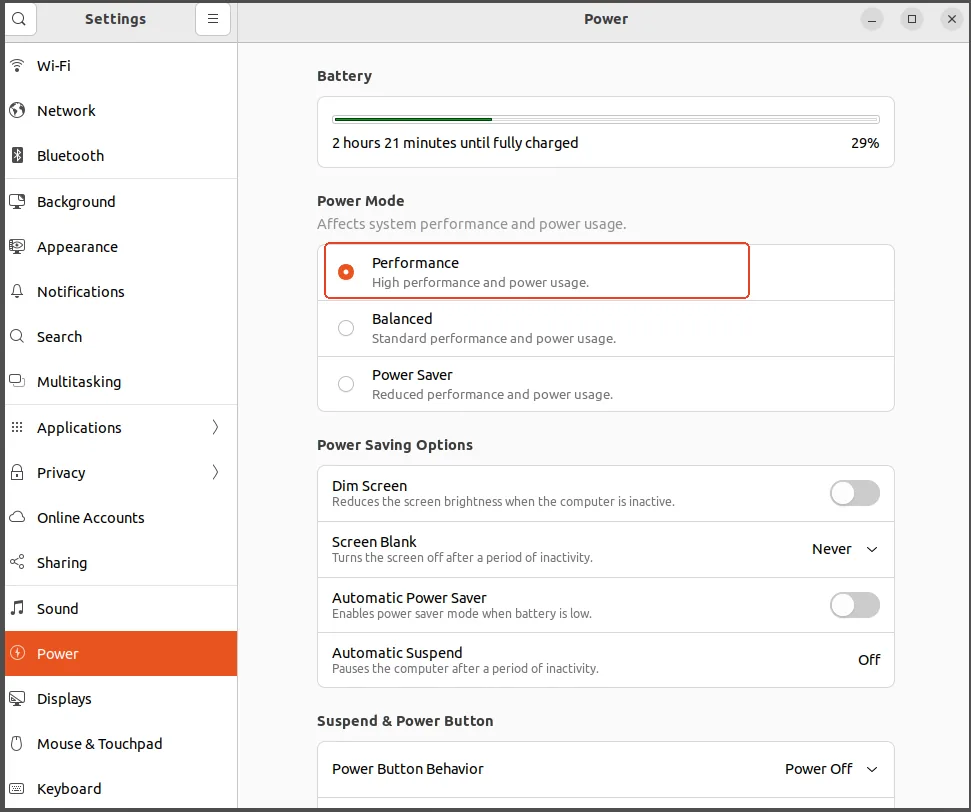 Settings
Power
Wi-Fi
Network
Bluetooth
Background
Appearance
Notifications
Search
Multitasking
Applications
Privacy
Online Accounts
Sharing
Sound
Power
Displays
Mouse & Touchpad
Keyboard
Battery
2 hours 21 minutes until fully charged 29%
Power Mode
Affects system performance and power usage.
Performance
High performance and power usage.
Balanced
Standard performance and power usage.
Power Saver
Reduced performance and power usage.
Power Saving Options
Dim Screen
Reduces the screen brightness when the computer is inactive.
Screen Blank
Turns the screen off after a period of inactivity.
Never
Automatic Power Saver
Enables power saver mode when battery is low.
Automatic Suspend
Pauses the computer after a period of inactivity.
Off
Suspend & Power Button
Power Button Behavior Power Off